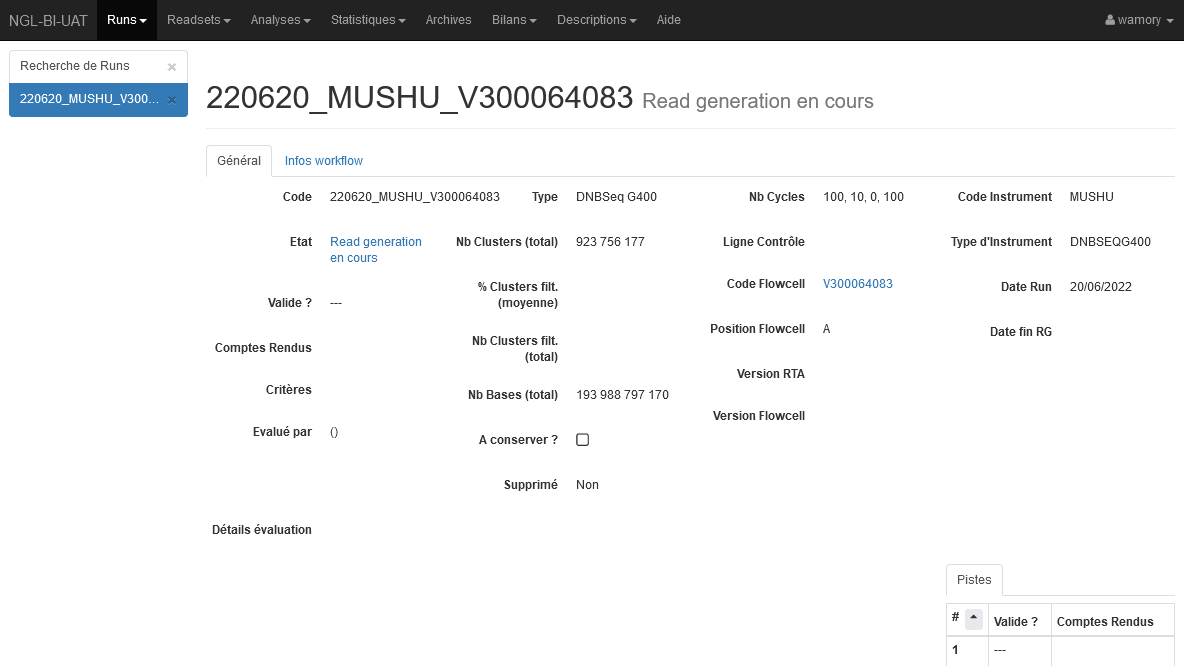 NGL-BI-UAT Runs Readsets Analyses Statistiques Archives Bilans Descriptions Aide wamory
Recherche de Runs ×
220620_MUSHU_V300... ×
220620_MUSHU_V300064083 Read generation en cours
Général Infos workflow
Code 220620_MUSHU_V300064083
Etat Read generation
en cours
Valide ? ---
Comptes Rendus
Critères
Evalué par ()
Détails évaluation
Type DNBSeq G400
Nb Clusters (total) 923 756 177
% Clusters filt.
(moyenne)
Nb Clusters filt.
(total)
Nb Bases (total) 193 988 797 170
A conserver ?
Supprimé Non
Nb Cycles 100, 10, 0, 100
Ligne Contrôle
Code Flowcell V300064083
Position Flowcell A
Version RTA
Version Flowcell
Code Instrument MUSHU
Type d'Instrument DNBSEQG400
Date Run 20/06/2022
Date fin RG
Pistes
# Valide ? Comptes Rendus
1 ---